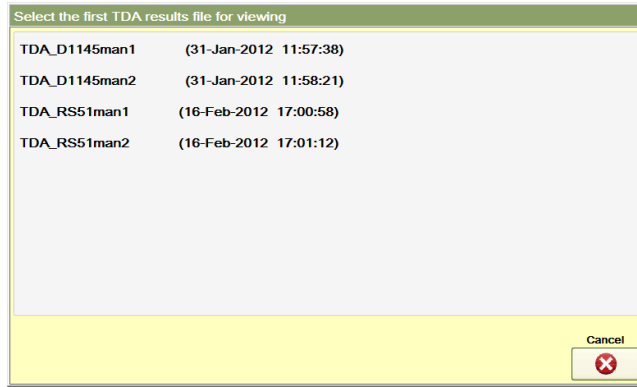 Select the first TDA results file for viewing
TDA_D1145man1 (31-Jan-2012 11:57:38)
TDA_D1145man2 (31-Jan-2012 11:58:21)
TDA_RS51man1 (16-Feb-2012 17:00:58)
TDA_RS51man2 (16-Feb-2012 17:01:12)
Cancel